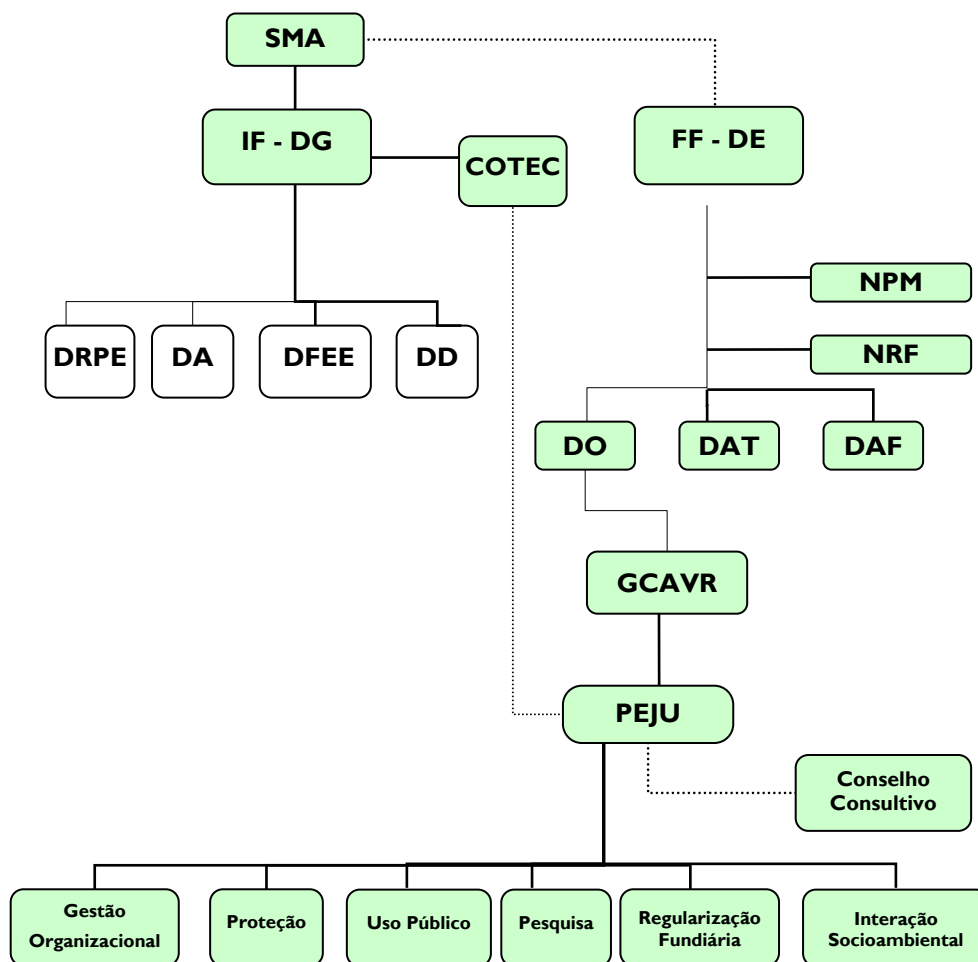 SMA
IF - DG
FF - DE
COTEC
NPM
NRF
DRPE
DA
DFEE
DD
DO
DAT
DAF
GCAVR
PEJU
Conselho
Consultivo
Gestão
Organizacional
Proteção
Uso Público
Pesquisa
Regularização
Fundiária
Interação
Socioambiental